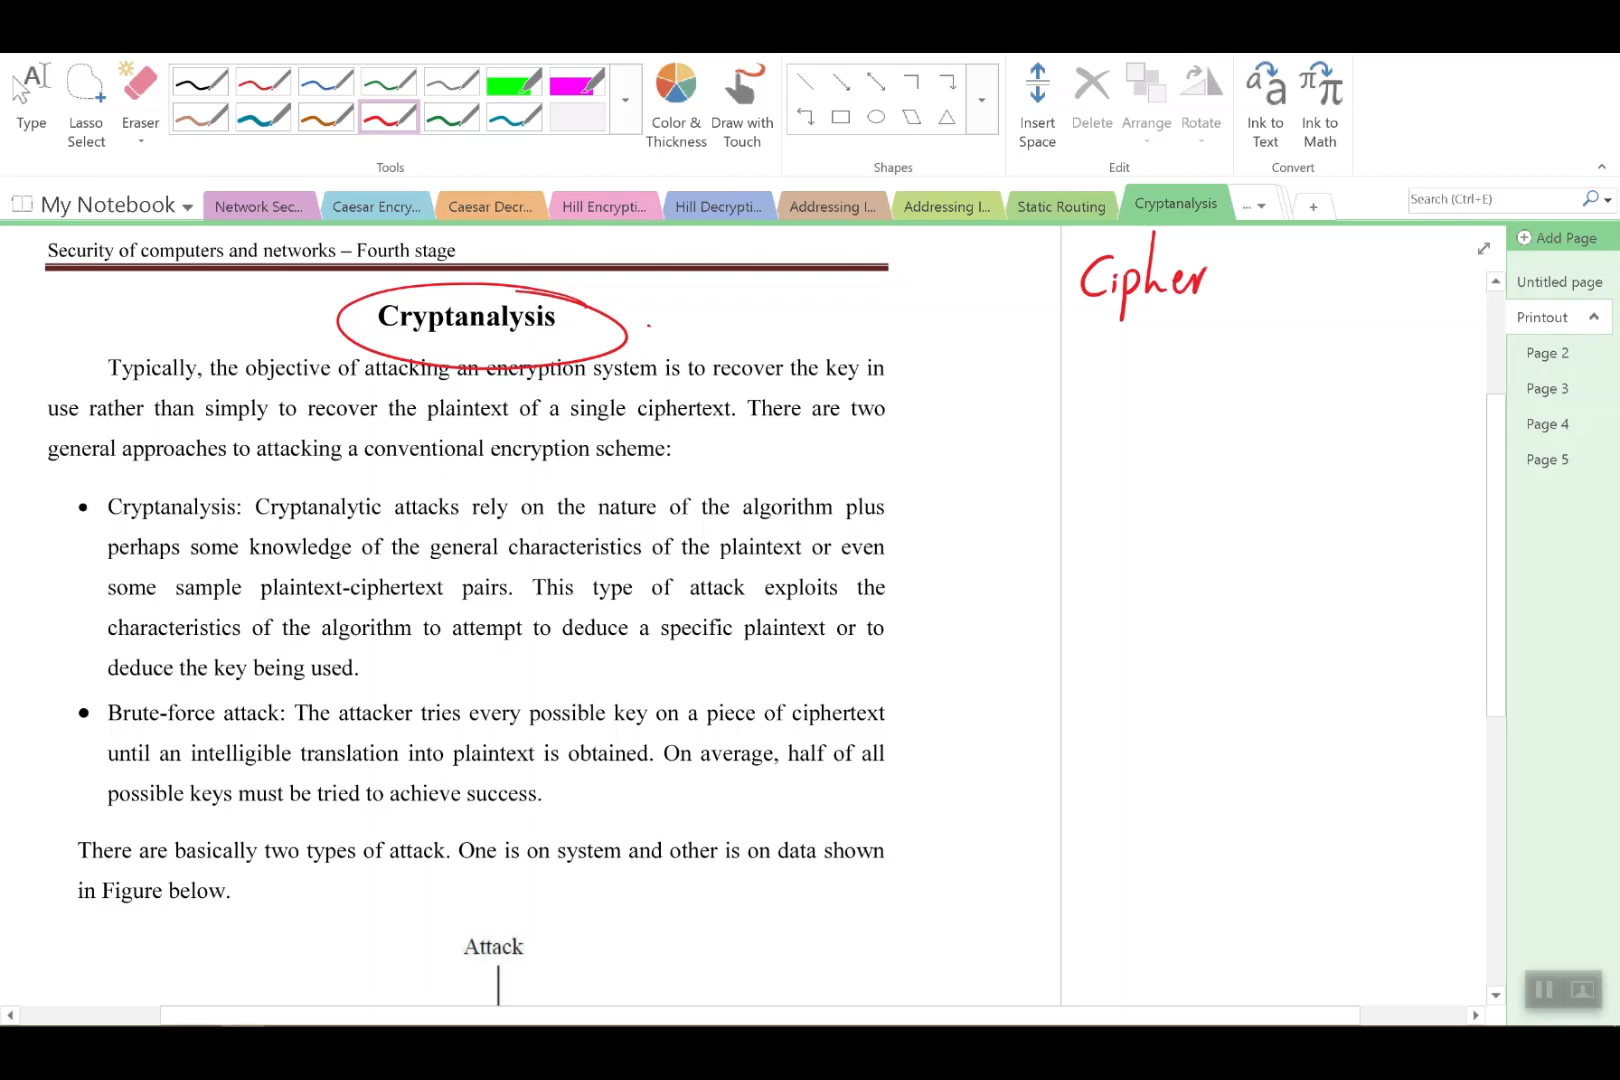 Type
Lasso Select
Eraser
Color & Thickness
Draw with Touch
Insert Space
Delete
Arrange
Rotate
Ink to Text
Ink to Math
Tools
Shapes
Edit
Convert
My Notebook
Network Sec...
Caesar Encry...
Caesar Decr...
Hill Encrypti...
Hill Decrypti...
Addressing I...
Addressing I...
Static Routing
Cryptanalysis
...
Search (Ctrl+E)
Security of computers and networks – Fourth stage
Cipher
Cryptanalysis
Typically, the objective of attacking an encryption system is to recover the key in
use rather than simply to recover the plaintext of a single ciphertext. There are two
general approaches to attacking a conventional encryption scheme:
• Cryptanalysis: Cryptanalytic attacks rely on the nature of the algorithm plus
perhaps some knowledge of the general characteristics of the plaintext or even
some sample plaintext-ciphertext pairs. This type of attack exploits the
characteristics of the algorithm to attempt to deduce a specific plaintext or to
deduce the key being used.
• Brute-force attack: The attacker tries every possible key on a piece of ciphertext
until an intelligible translation into plaintext is obtained. On average, half of all
possible keys must be tried to achieve success.
There are basically two types of attack. One is on system and other is on data shown
in Figure below.
Attack
Add Page
Untitled page
Printout
Page 2
Page 3
Page 4
Page 5